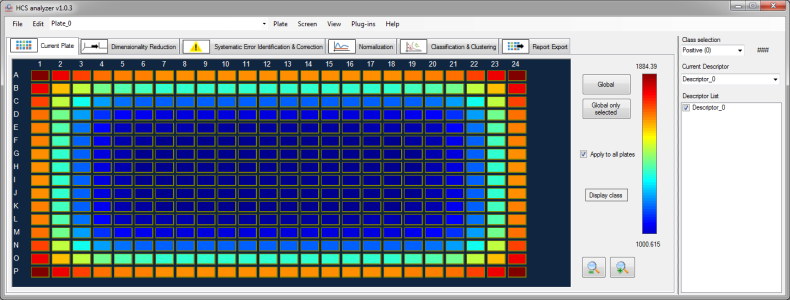 HCS analyzer v1.0.3
File Edit Plate_0 Plate Screen View Plug-ins Help
Current Plate Dimensionality Reduction Systematic Error Identification & Correction Normalization Classification & Clustering Report Export
Class selection
Positive (0) ###
Current Descriptor
Descriptor_0
Descriptor List
Descriptor_0
1 2 3 4 5 6 7 8 9 10 11 12 13 14 15 16 17 18 19 20 21 22 23 24
A
B
C
D
E
F
G
H
I
J
K
L
M
N
O
P
1884.39
Global
Global only
selected
Apply to all plates
Display class
1000.615